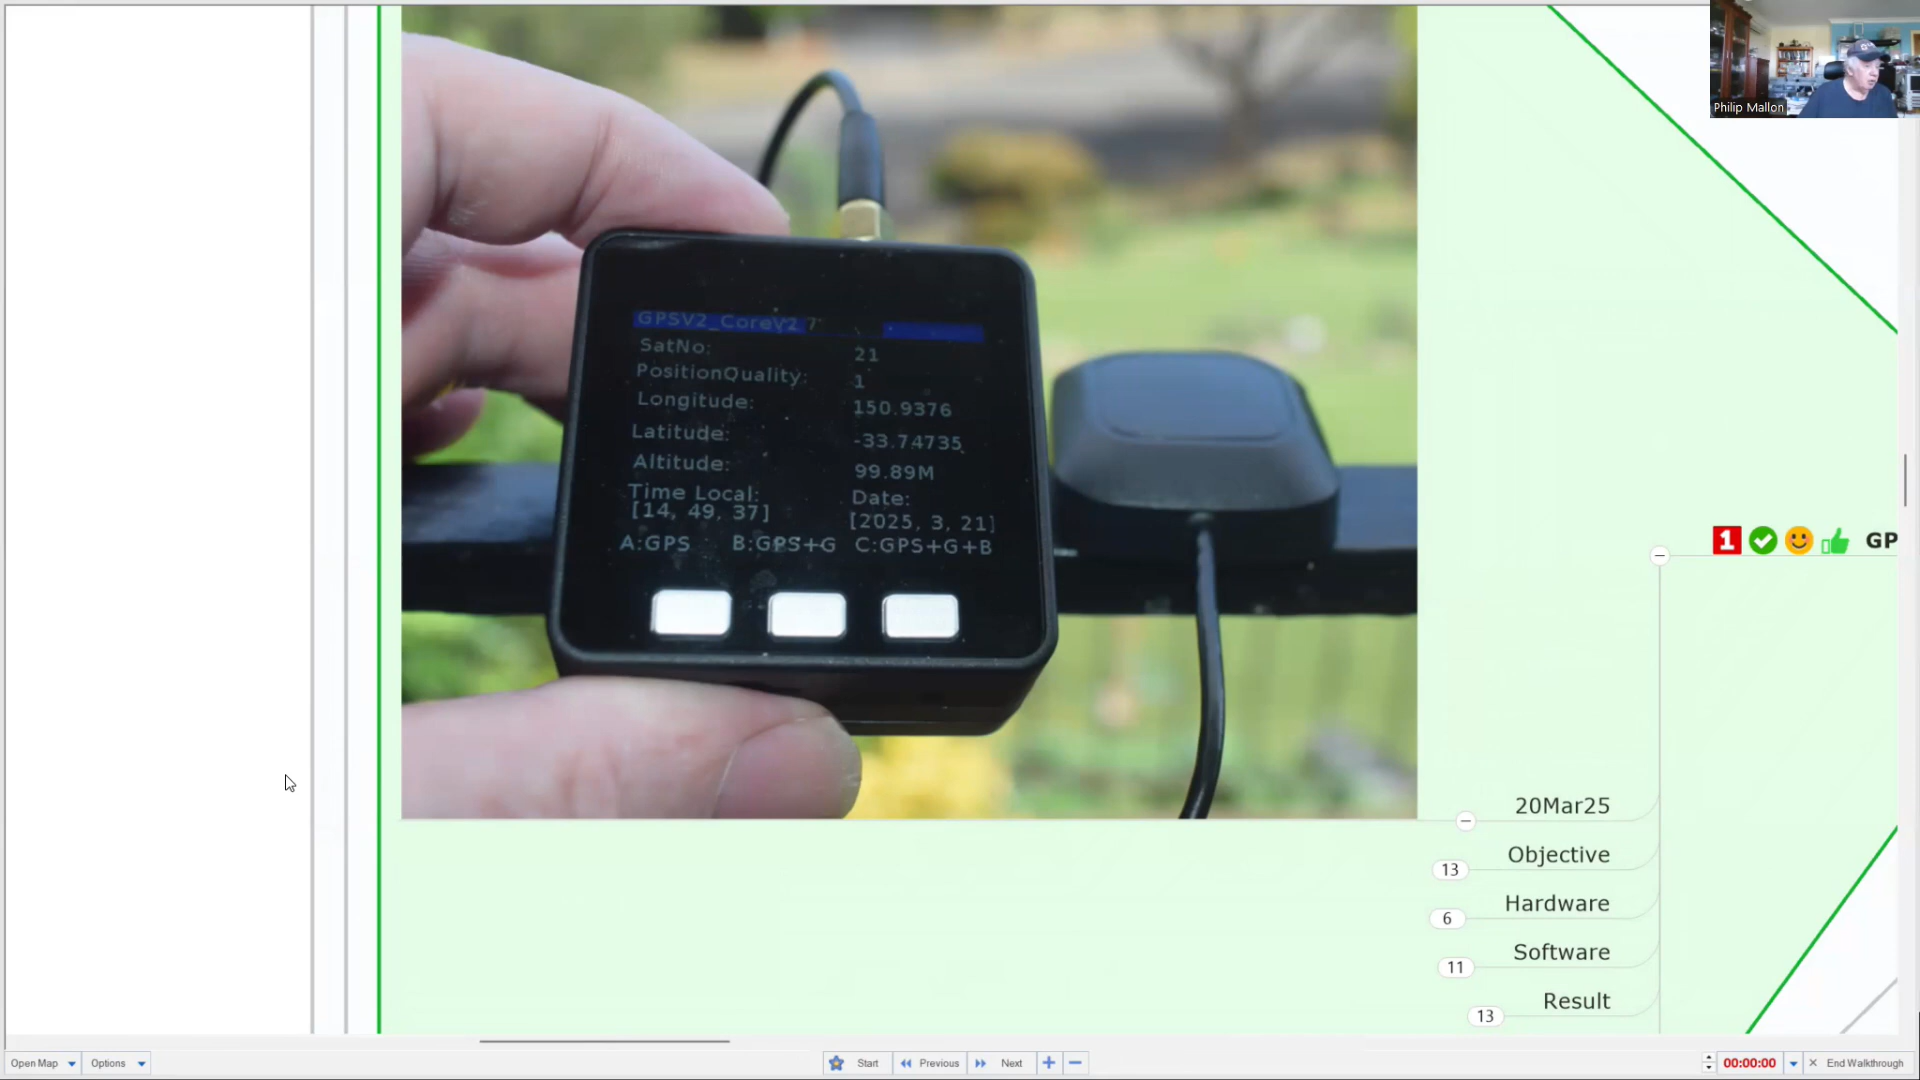 Philip Mallon
GPSV2_CoreV2 7
SatNo: 21
PositionQuality: 1
Longitude: 150.9376
Latitude: -33.74735
Altitude: 99.89M
Time Local: Date:
[14, 49, 37] [2025, 3, 21]
A:GPS B:GPS+G C:GPS+G+B
1 GP
20Mar25
13 Objective
6 Hardware
11 Software
13 Result
Open Map Options Start Previous Next 00:00:00 End Walkthrough